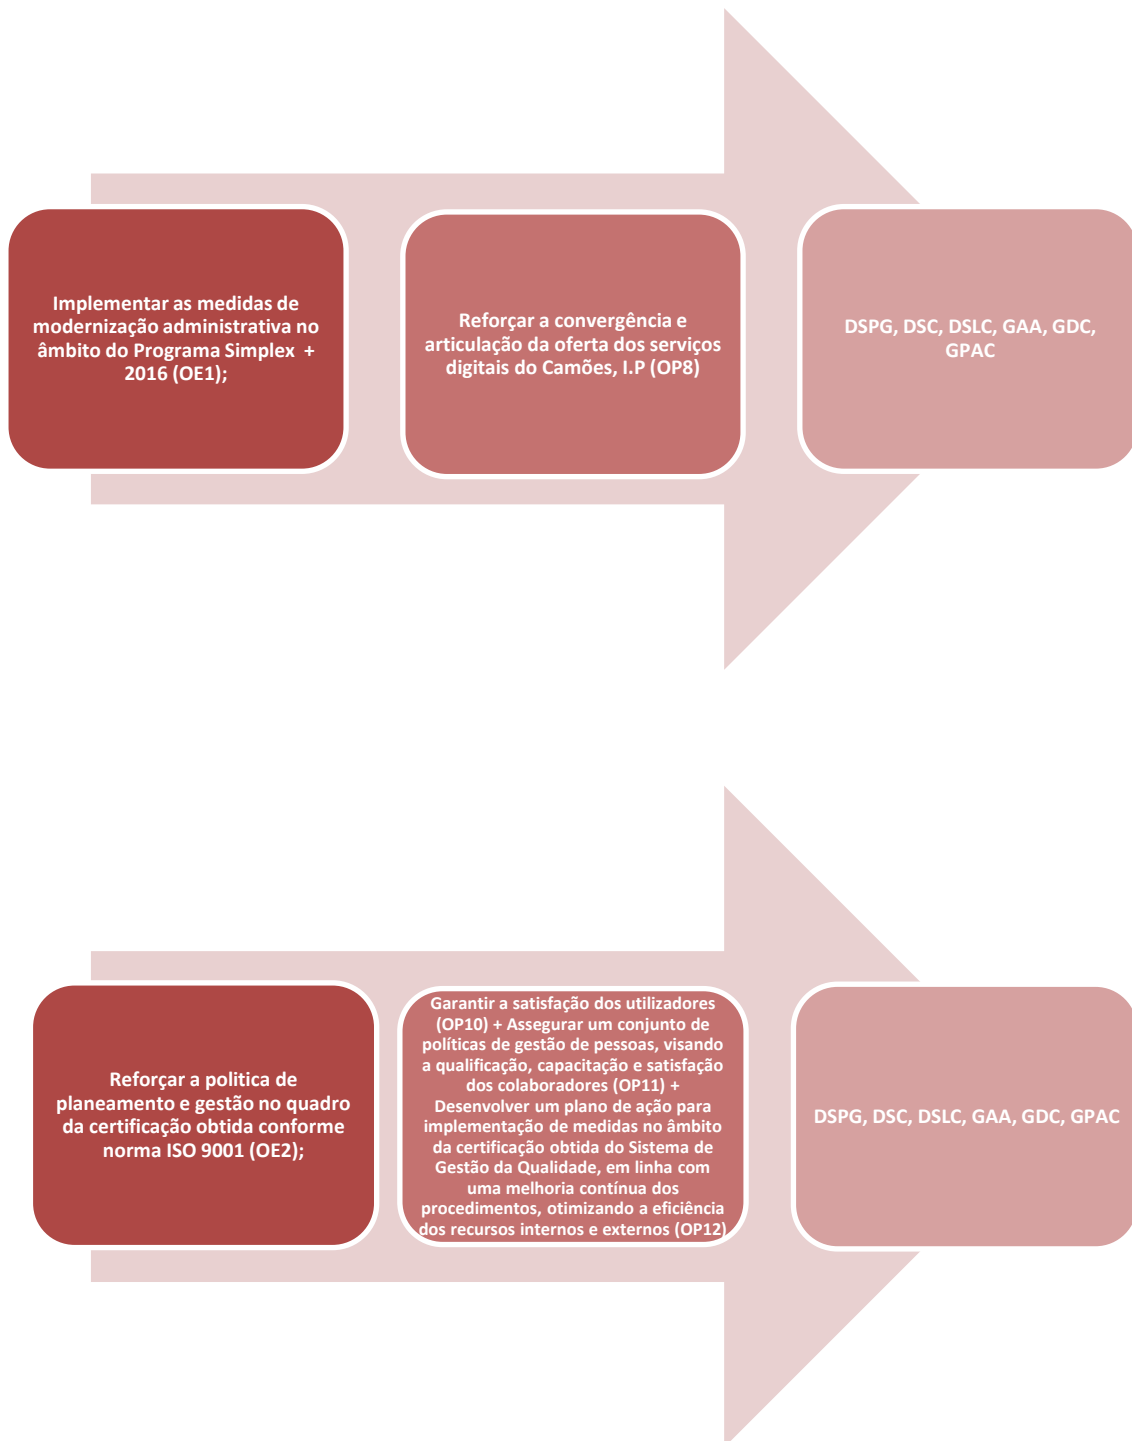 Implementar as medidas de
modernização administrativa no
âmbito do Programa Simplex +
2016 (OE1);
Reforçar a convergência e
articulação da oferta dos serviços
digitais do Camões, I.P (OP8)
DSPG, DSC, DSLC, GAA, GDC,
GPAC
Reforçar a politica de
planeamento e gestão no quadro
da certificação obtida conforme
norma ISO 9001 (OE2);
Garantir a satisfação dos utilizadores
(OP10) + Assegurar um conjunto de
políticas de gestão de pessoas, visando
a qualificação, capacitação e satisfação
dos colaboradores (OP11) +
Desenvolver um plano de ação para
implementação de medidas no âmbito
da certificação obtida do Sistema de
Gestão da Qualidade, em linha com
uma melhoria contínua dos
procedimentos, otimizando a eficiência
dos recursos internos e externos (OP12)
DSPG, DSC, DSLC, GAA, GDC, GPAC